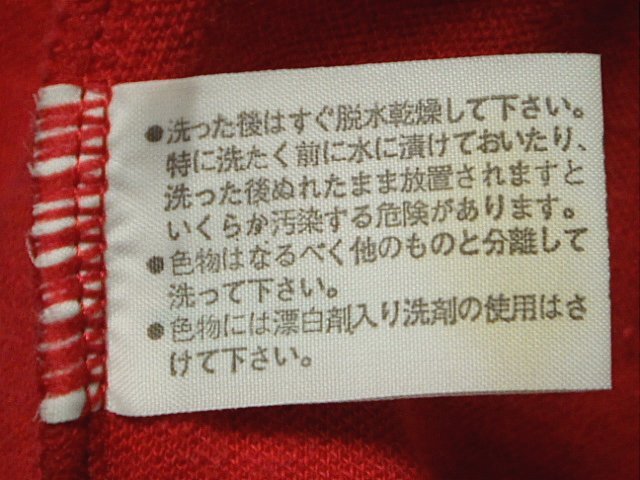 ●洗った後はすぐ脱水乾燥して下さい。
特に洗たく前に水に漬けておいたり、
洗った後ぬれたまま放置されますと
いくらか汚染する危険があります。
●色物はなるべく他のものと分離して
洗って下さい。
●色物には漂白剤入り洗剤の使用はさ
けて下さい。